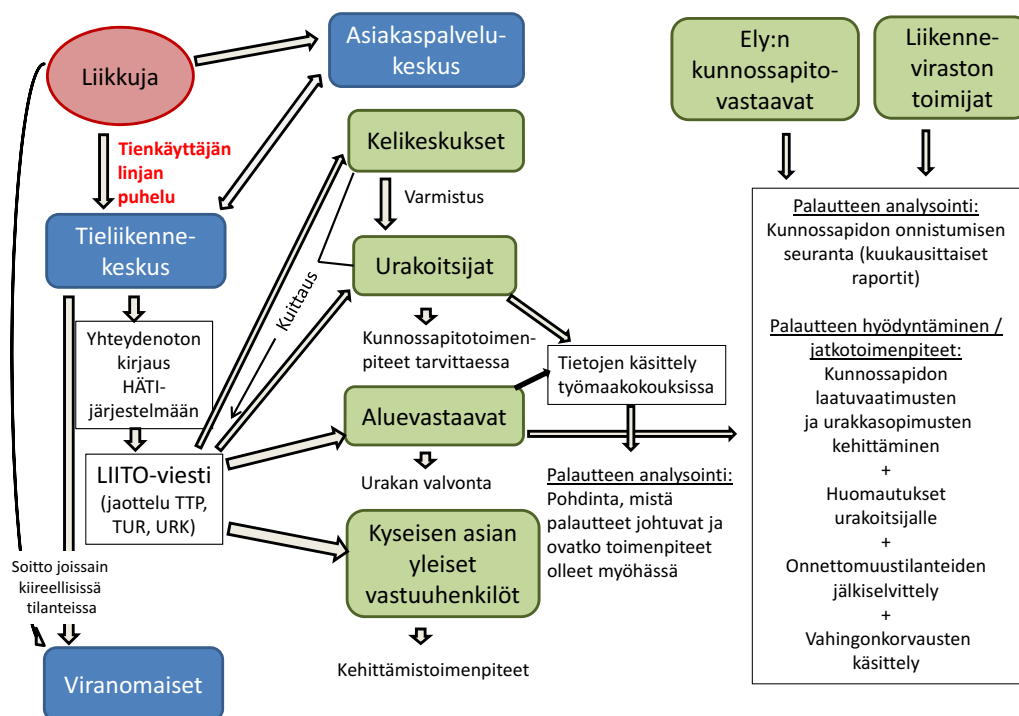 Liikkuja
Asiakaspalvelu-
keskus
Tienkäyttäjän
linjan
puhelu
Tieliikenne-
keskus
Yhteydenoton
kirjaus
HÄTI-
järjestelmään
LIITO-viesti
(jaottelu TTP,
TUR, URK)
Soitto joissain
kiireellisissä
tilanteissa
Viranomaiset
Kelikeskukset
Varmistus
Urakoitsijat
Kuittaus
Kunnossapitotoimen-
piteet tarvittaessa
Aluevastaavat
Urakan valvonta
Kyseisen asian
yleiset
vastuuhenkilöt
Kehittämistoimenpiteet
Tietojen käsittely
työmaakokouksissa
Palautteen analysointi:
Pohdinta, mistä
palautteet johtuvat ja
ovatko toimenpiteet
olleet myöhässä
Ely:n
kunnossapito-
vastaavat
Liikenne-
viraston
toimijat
Palautteen analysointi:
Kunnossapidon onnistumisen
seuranta (kuukausittaiset
raportit)
Palautteen hyödyntäminen /
jatkotoimenpiteet:
Kunnossapidon
laatuvaatimusten
ja urakkasopimusten
kehittäminen
+
Huomautukset
urakoitsijalle
+
Onnettomuustilanteiden
jälkiselvittely
+
Vahingonkorvausten
käsittely